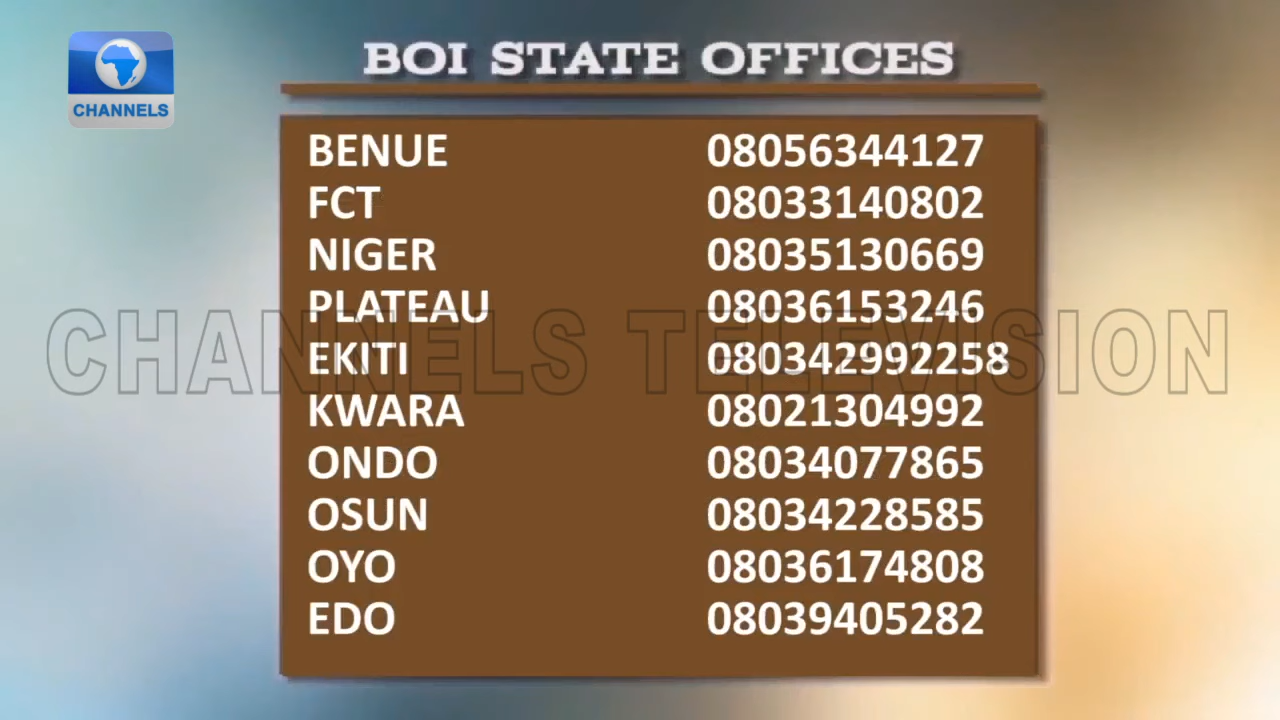 CHANNELS
BOI STATE OFFICES
BENUE 08056344127
FCT 08033140802
NIGER 08035130669
PLATEAU 08036153246
EKITI 080342992258
KWARA 08021304992
ONDO 08034077865
OSUN 08034228585
OYO 08036174808
EDO 08039405282
CHANNELS TELEVISION